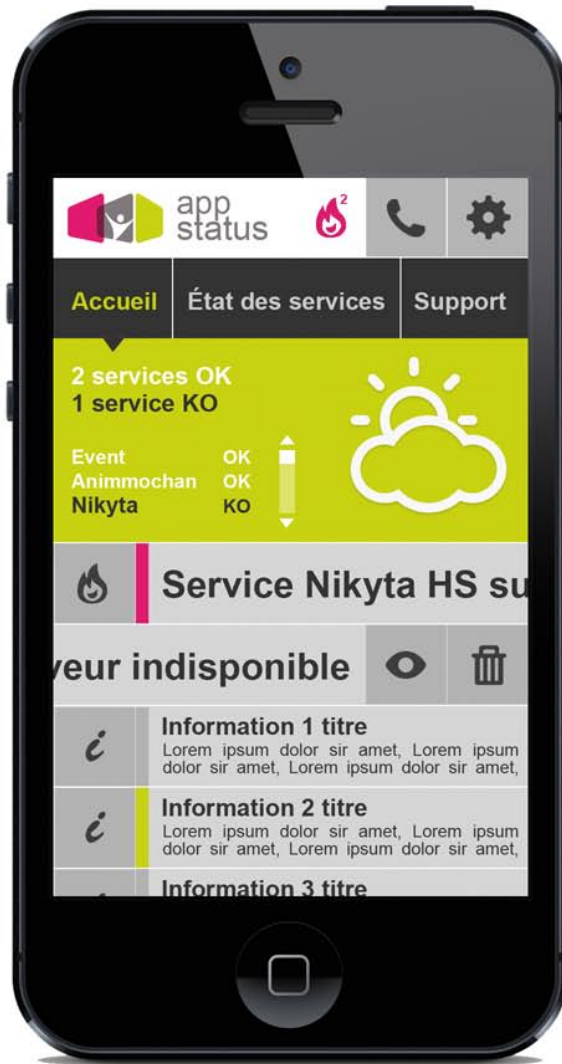 app
status
2
Accueil
État des services
Support
2 services OK
1 service KO
Event OK
Animmochan OK
Nikyta KO
Service Nikyta HS su
veur indisponible
i
Information 1 titre
Lorem ipsum dolor sir amet, Lorem ipsum
dolor sir amet, Lorem ipsum dolor sir amet,
i
Information 2 titre
Lorem ipsum dolor sir amet, Lorem ipsum
dolor sir amet, Lorem ipsum dolor sir amet,
Information 3 titre